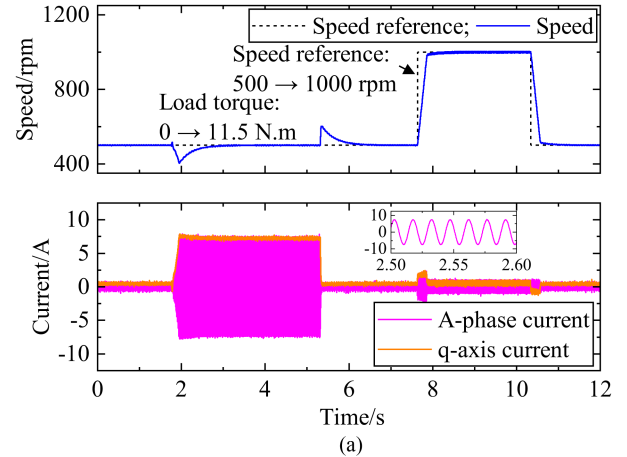 Speed reference; Speed
Speed reference:
500 → 1000 rpm
Load torque:
0 → 11.5 N.m
Speed/rpm
1200
1000
800
600
400
Current/A
10
5
0
-5
-10
10
0
-10
2.50 2.55 2.60
A-phase current
q-axis current
0 2 4 6 8 10 12
Time/s
(a)